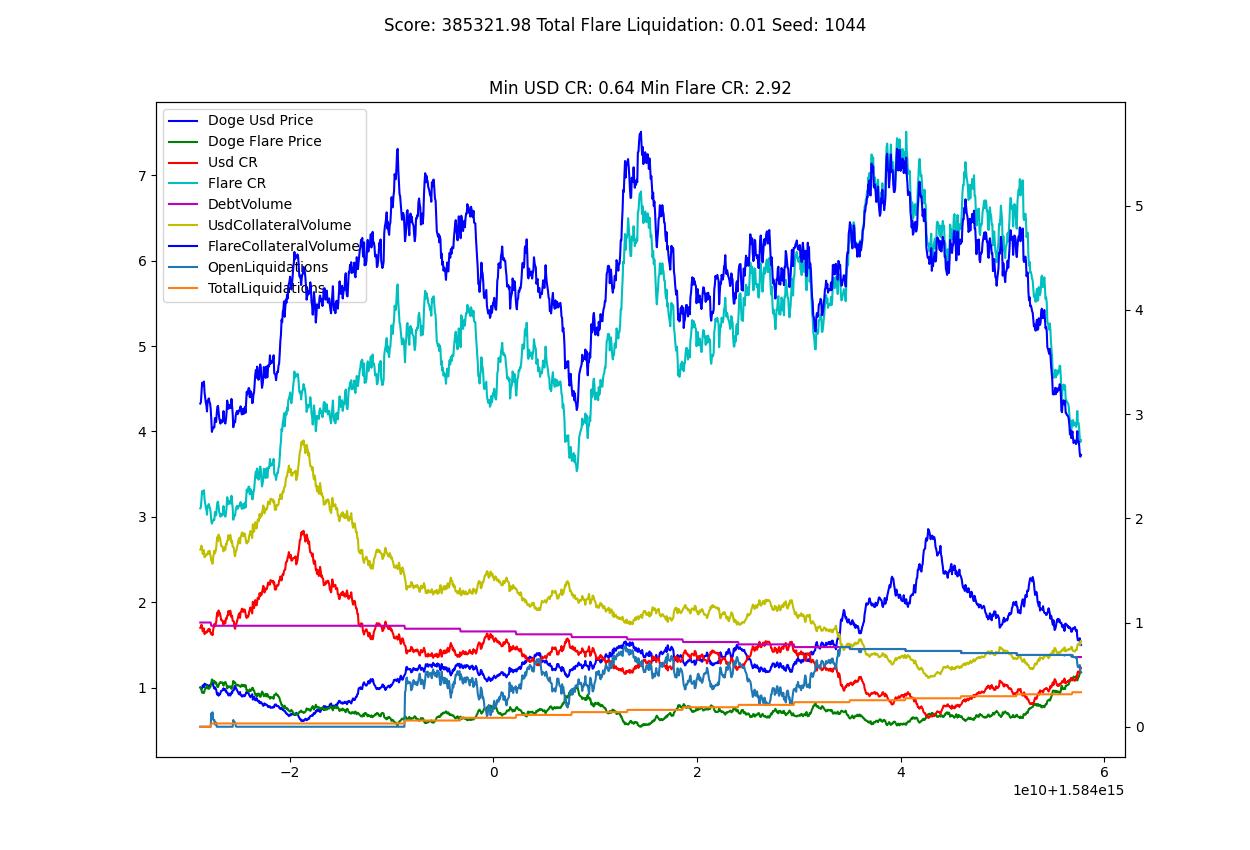 Score: 385321.98 Total Flare Liquidation: 0.01 Seed: 1044
Min USD CR: 0.64 Min Flare CR: 2.92
Doge Usd Price
Doge Flare Price
Usd CR
Flare CR
DebtVolume
UsdCollateralVolume
FlareCollateralVolume
OpenLiquidations
TotalLiquidations
7
6
5
4
3
2
1
5
4
3
2
1
0
−2
0
2
4
6
1e10+1.584e15